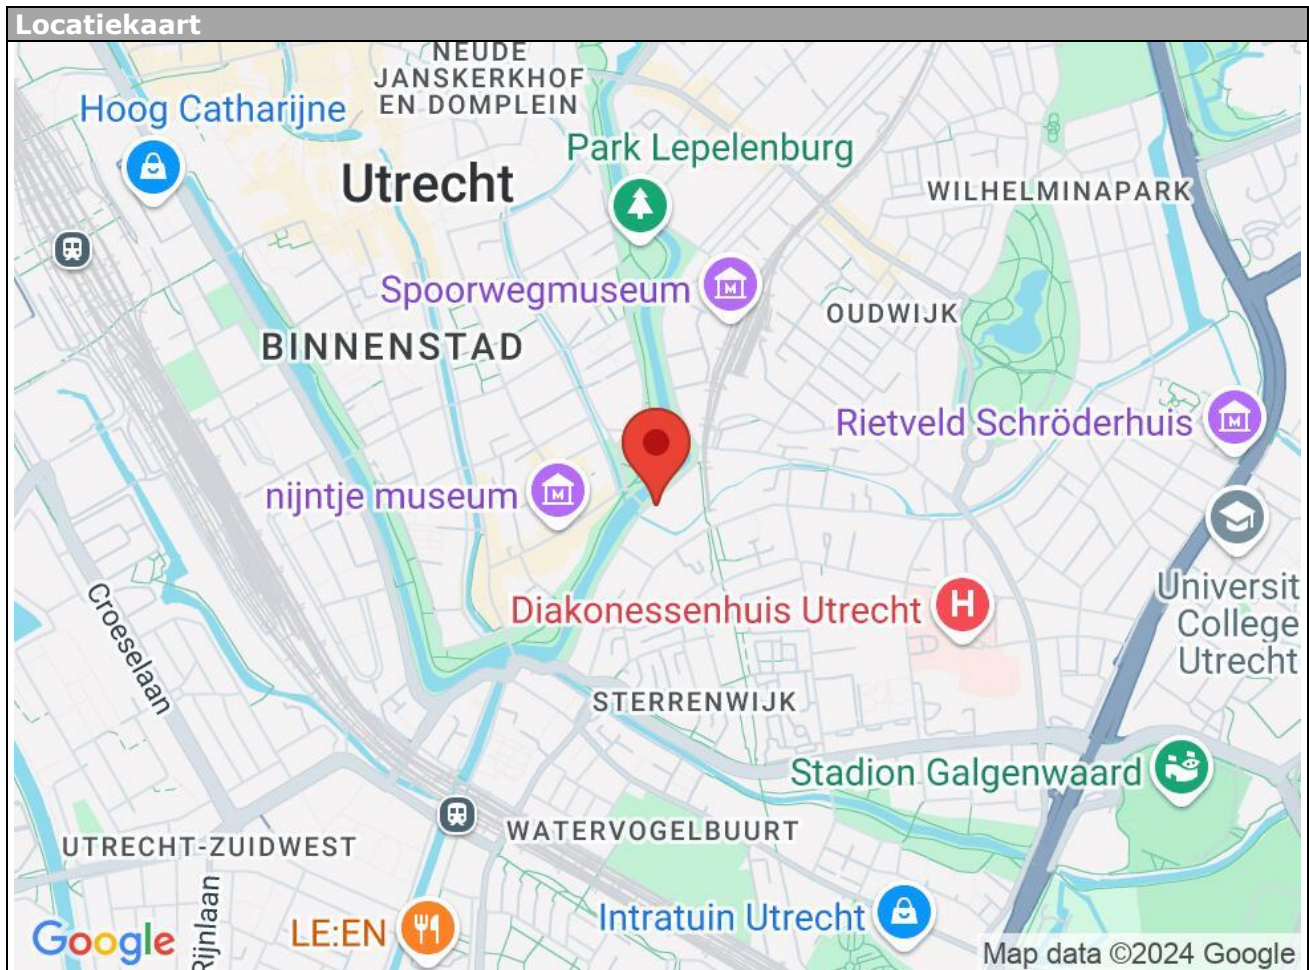 Locatiekaart
NEUDE
JANSKERKHOF
EN DOMPLEIN
Hoog Catharijne
Park Lepelenburg
Utrecht
WILHELMINAPARK
Spoorwegmuseum
M
OUDWIJK
BINNENSTAD
Rietveld Schröderhuis
M
nijntje museum
M
Universit
College
Utrecht
Croeselaan
Diakonessenhuis Utrecht
H
STERRENWIJK
Stadion Galgenwaard
WATERVOGELBUURT
UTRECHT-ZUIDWEST
Rijnlaan
LE:EN
Intratuin Utrecht
Google
Map data ©2024 Google